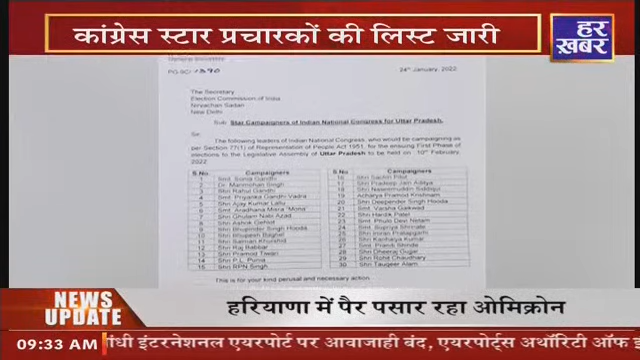 कांग्रेस स्टार प्रचारकों की लिस्ट जारी
हर
ख़बर
24th January, 2022
The Secretary
Election Commission of India
Nirvachan Sadan
New Delhi
Sub: Star Campaigners of Indian National Congress for Uttar Pradesh.
Sir
The following leaders of Indian National Congress, who would be campaigning as
per Section 77(1) of Representation of People Act 1951, for the ensuing First Phase of
elections to the Legislative Assembly of Uttar Pradesh to be held on 10th February,
2022
S.No Campaigners
1 Smt. Sonia Gandhi
2 Dr. Manmohan Singh
3 Shri Rahul Gandhi
4 Smt. Priyanka Gandhi Vadra
5 Shri Ajay Kumar Lallu
6 Smt. Aradhana Misra 'Mona'
7 Shri Ghulam Nabi Azad
8 Shri Ashok Gehlot
9 Shri Bhupinder Singh Hooda
10 Shri Bhupesh Baghel
11 Shri Salman Khurshid
12 Shri Raj Babbar
13 Shri Pramod Tiwari
14 Shri P.L. Punia
15 Shri RPN Singh
S.No. Campaigners
16 Shri Sachin Pilot
17 Shri Pradeep Jain Aditya
18 Shri Naseemuddin Siddiqui
19 Acharya Pramod Krishnam
20 Shri Deepender Singh Hooda
21 Smt. Varsha Gaikwad
22 Shri Hardik Patel
23 Smt. Phulo Devi Netam
24 Smt. Supriya Shrinate
25 Shri Imran Pratapgarhi
26 Shri Kanhaiya Kumar
27 Smt. Praniti Shinde
28 Shri Dheeraj Gurjar
29 Shri Rohit Chaudhary
30 Shri Tauqeer Alam
This is for your kind perusal and necessary action.
NEWS
UPDATE
हरियाणा में पैर पसार रहा ओमिक्रोन
09:33 AM गांधी इंटरनेशनल एयरपोर्ट पर आवाजाही बंद, एयरपोर्ट्स अथॉरिटी ऑफ इ